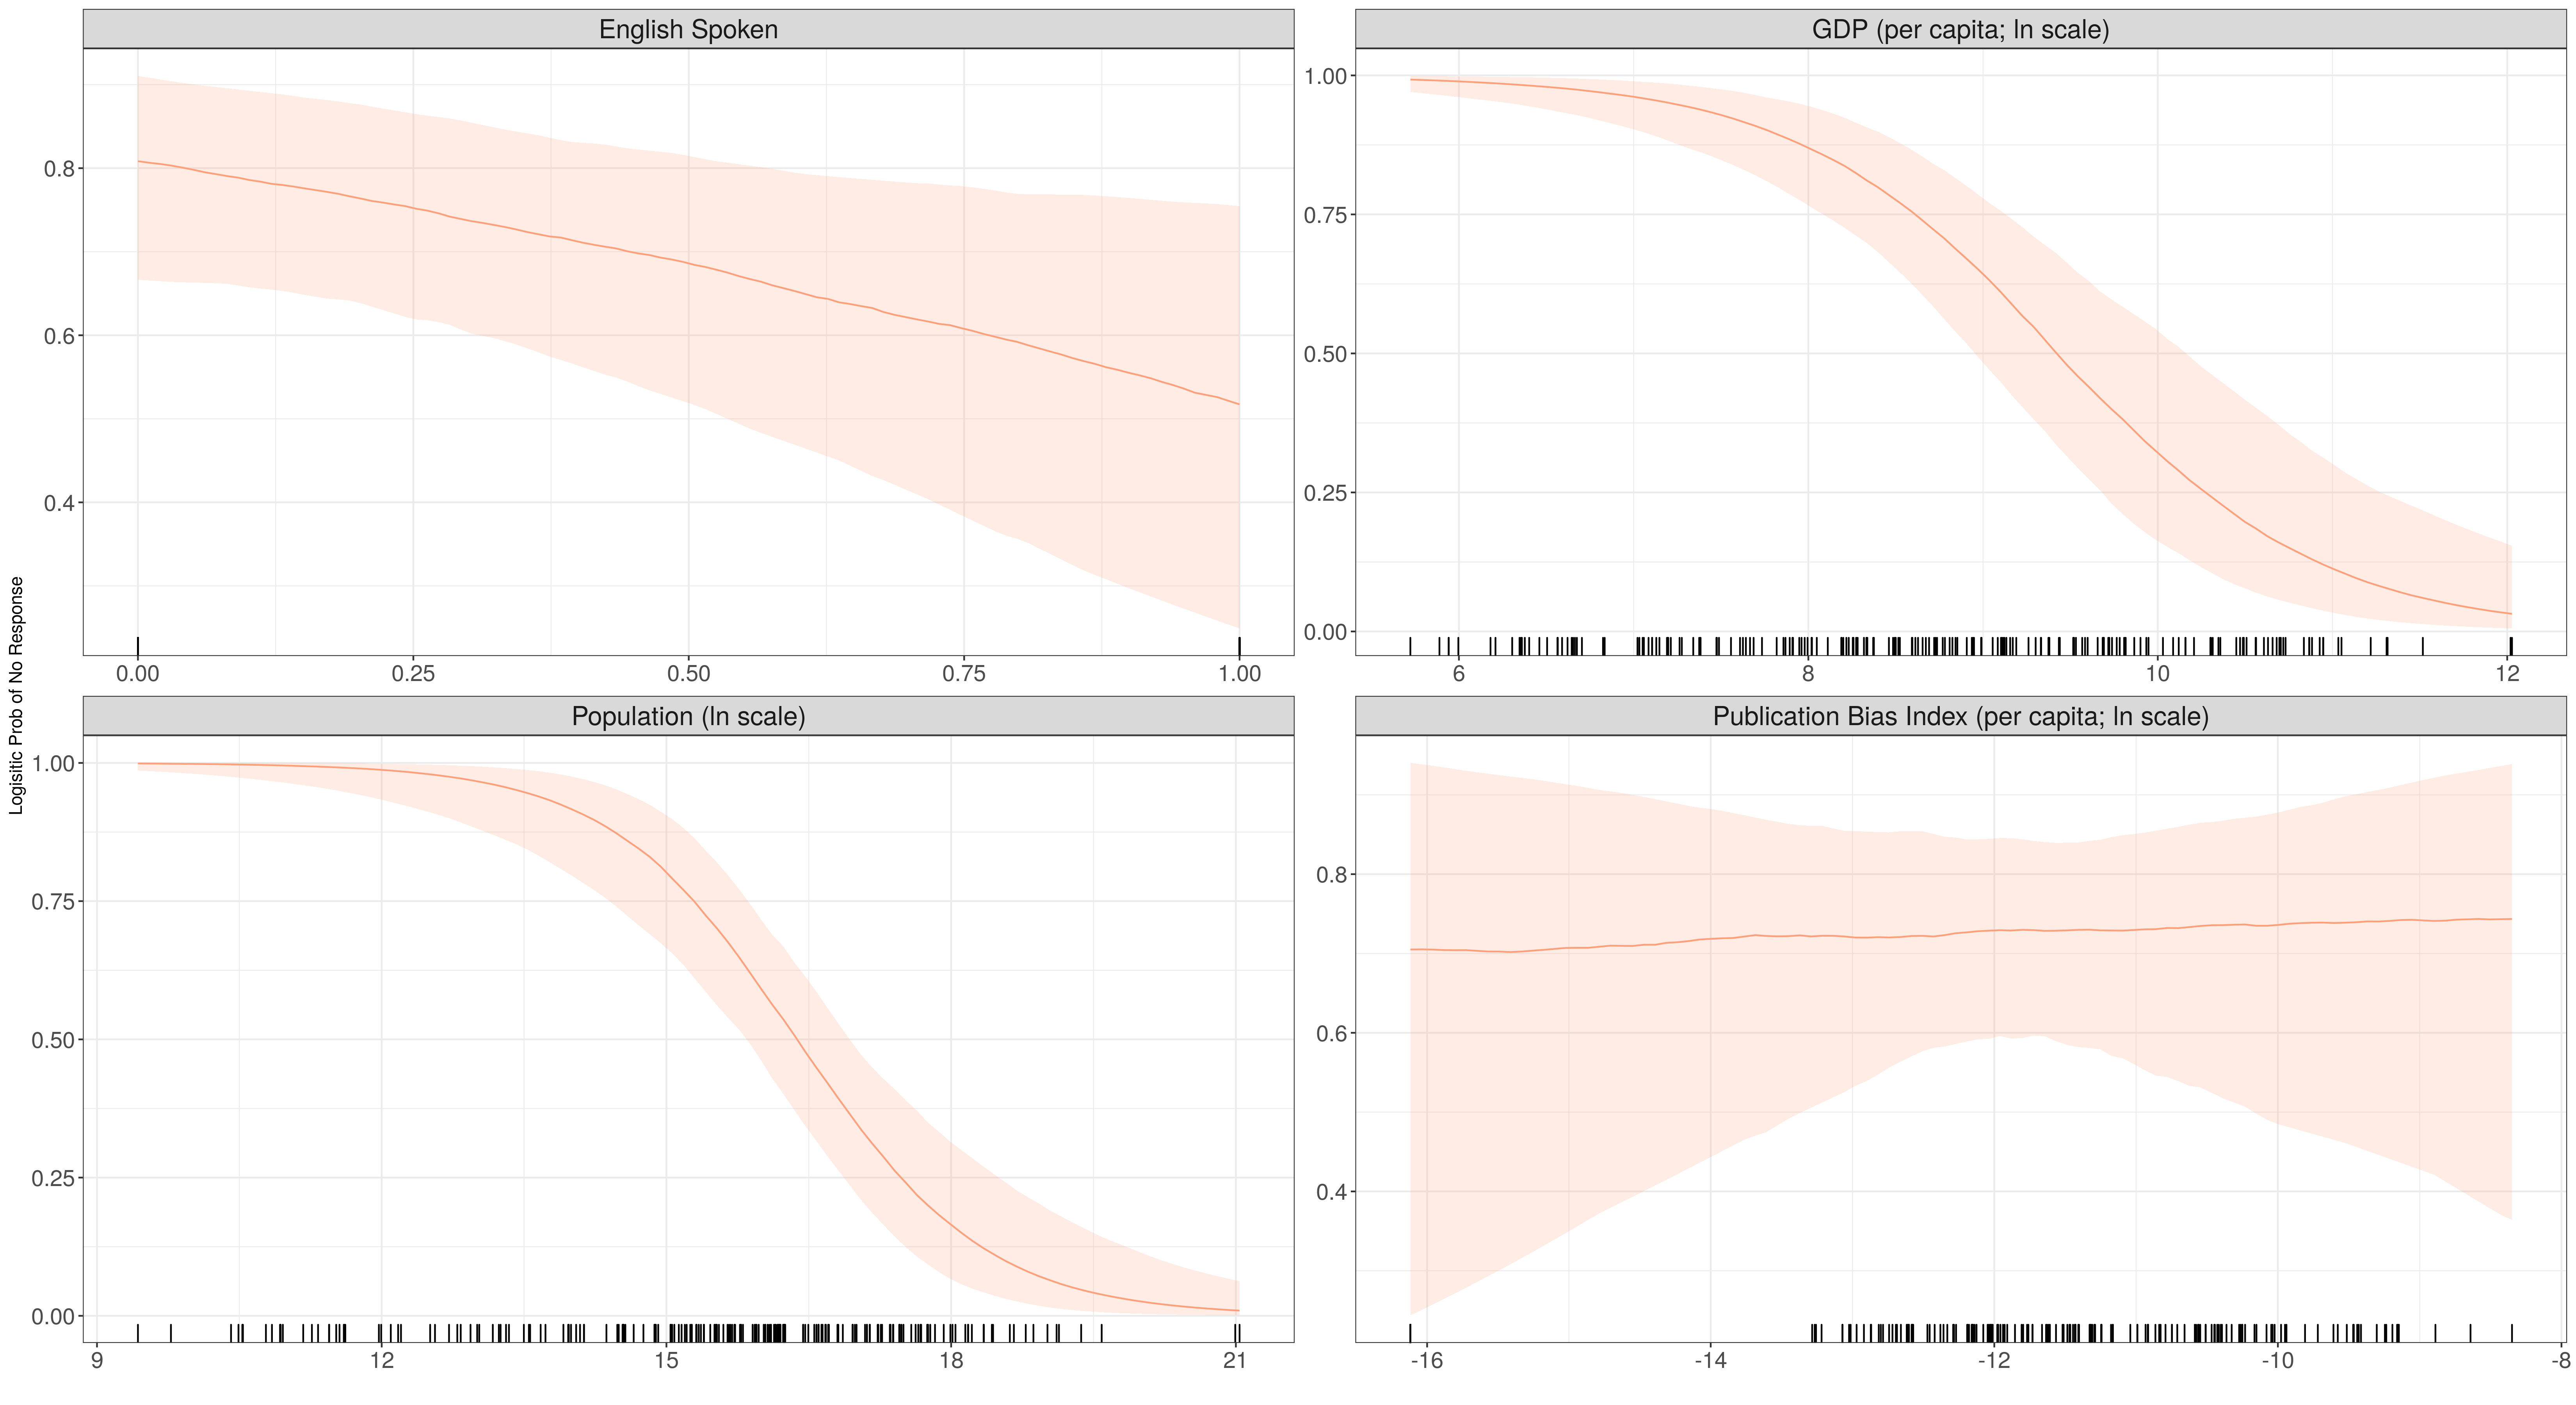 Logisitic Prob of No Response
English Spoken
0.8
0.6
0.4
0.00 0.25 0.50 0.75 1.00
GDP (per capita; ln scale)
1.00
0.75
0.50
0.25
0.00
6 8 10 12
Population (ln scale)
1.00
0.75
0.50
0.25
0.00
9 12 15 18 21
Publication Bias Index (per capita; ln scale)
0.8
0.6
0.4
-16 -14 -12 -10 -8